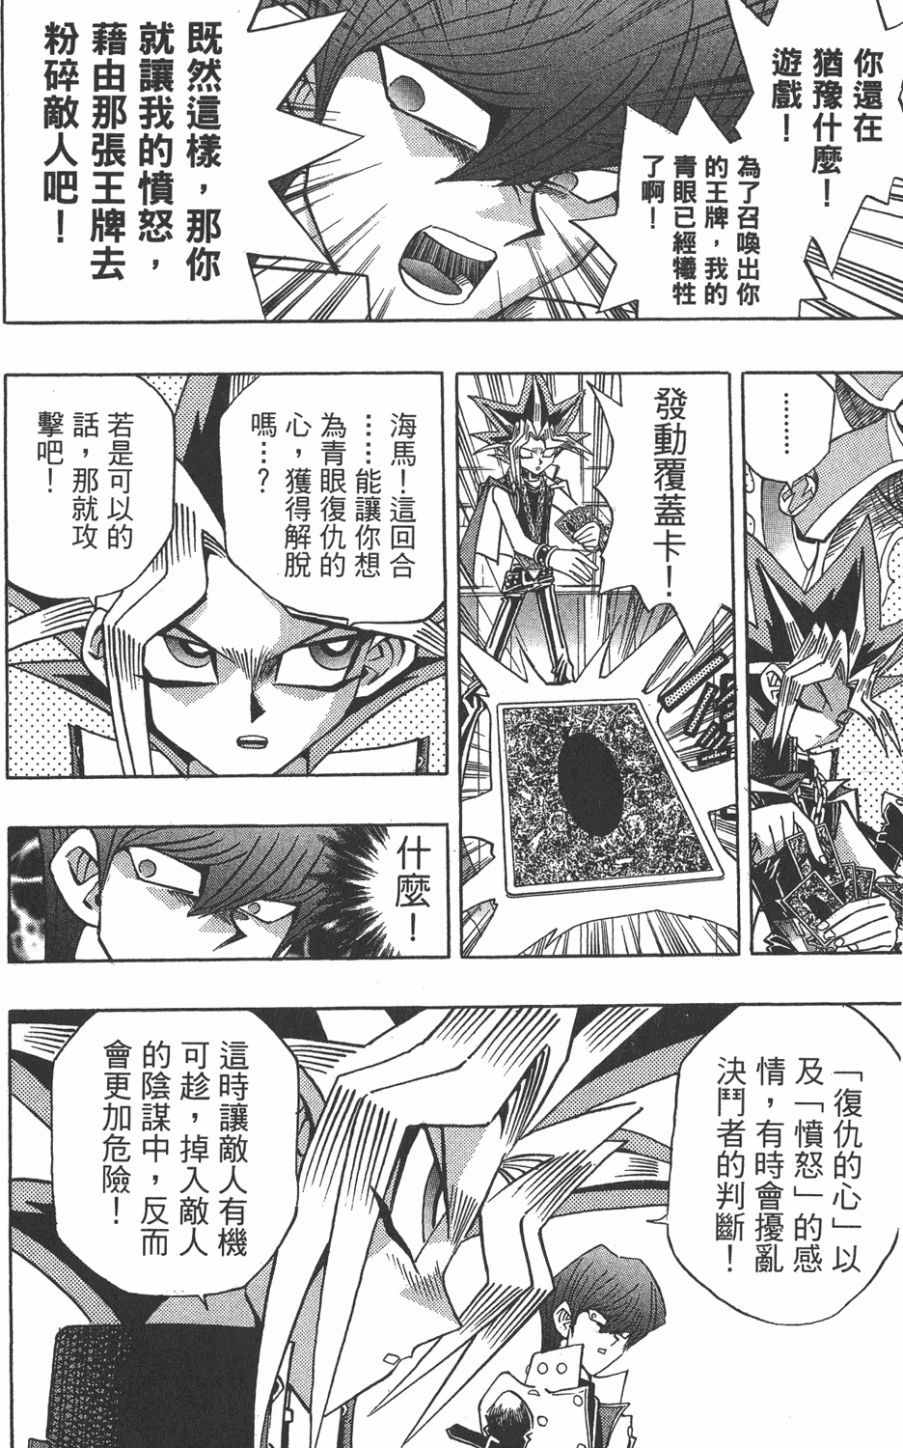 你還在
猶豫什麼！
遊戲！
為了召喚出你
的王牌，我的
青眼已經犧牲
了啊！
既然這樣，那你
就讓我的憤怒，
藉由那張王牌去
粉碎敵人吧！
………
發動覆蓋卡！
海馬！這回合
……能讓你想
為青眼復仇的
心，獲得解脫
嗎…？
若是可以的
話，那就攻
擊吧！
什麼！
「復仇的心」以
及「憤怒」的感
情，有時會擾亂
決鬥者的判斷！
這時讓敵人有機
可趁，掉入敵人
的陰謀中，反而
會更加危險！